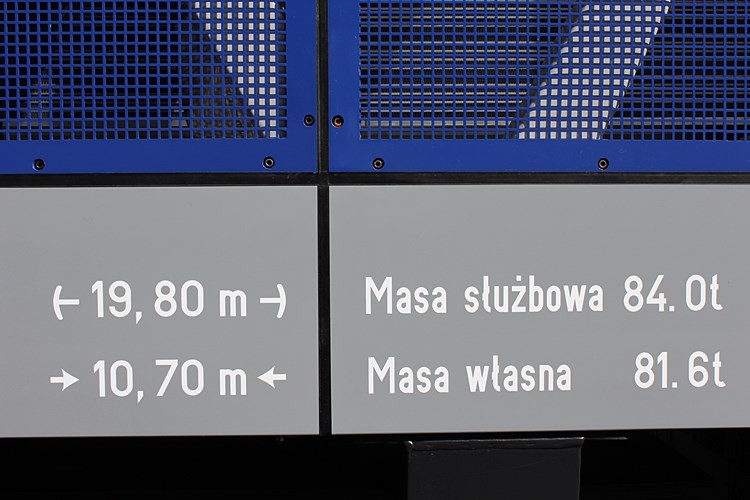 (← 19,80 m →)
→ 10,70 m ←
Masa służbowa 84.0t
Masa własna 81.6t